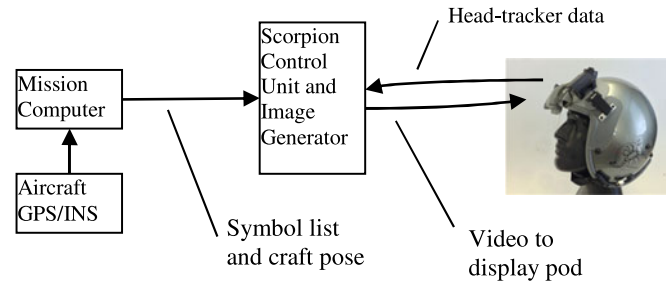 Head-tracker data
Scorpion
Control
Unit and
Image
Generator
Mission
Computer
Aircraft
GPS/INS
Symbol list
and craft pose
Video to
display pod